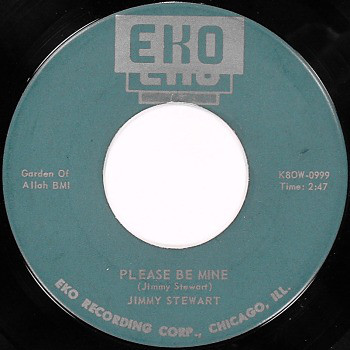 EKO
EKO
Garden Of
Allah BMI
K8OW-0999
Time: 2:47
PLEASE BE MINE
(Jimmy Stewart)
JIMMY STEWART
EKO RECORDING CORP., CHICAGO, ILL.